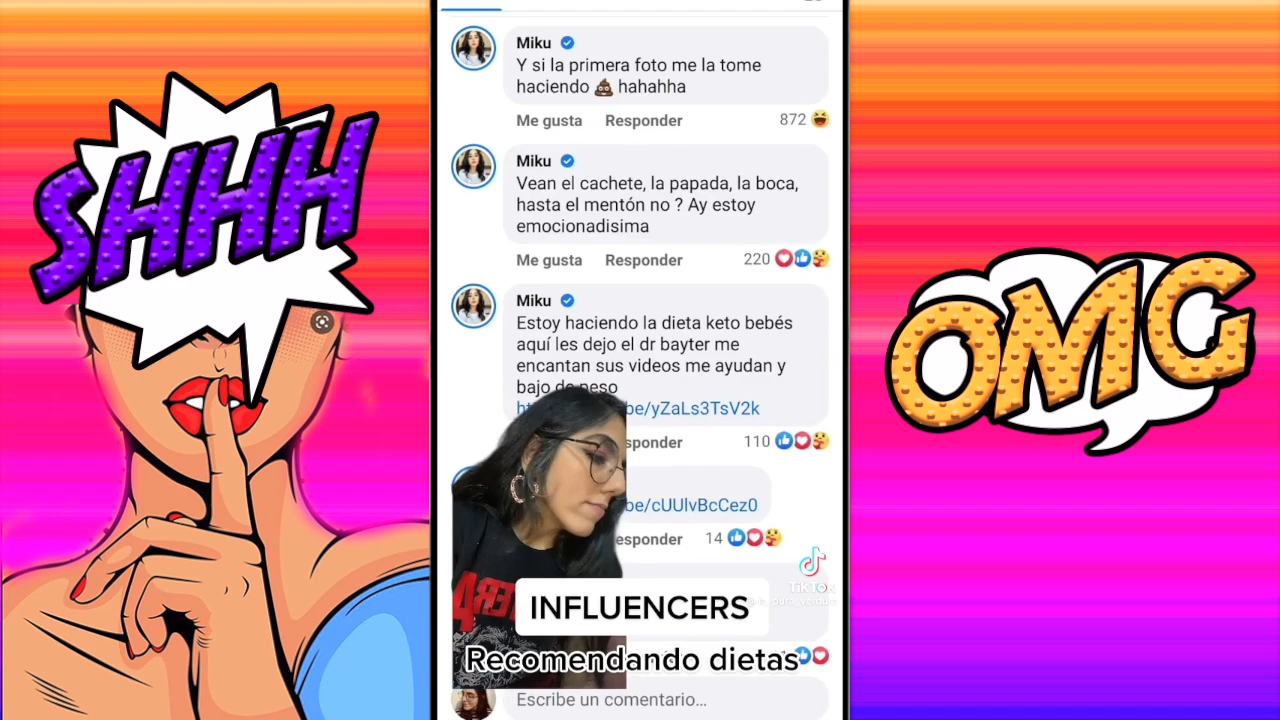 SHHH
OMG
Miku
Y si la primera foto me la tome
haciendo 💩 hahahha
Me gusta Responder 872
Miku
Vean el cachete, la papada, la boca,
hasta el mentón no ? Ay estoy
emocionadisima
Me gusta Responder 220
Miku
Estoy haciendo la dieta keto bebés
aquí les dejo el dr bayter me
encantan sus videos me ayudan y
bajo de peso
be/yZaLs3TsV2k
sponder 110
be/cUUlvBcCez0
esponder 14
TikTok
INFLUENCERS
Recomendando dietas
Escribe un comentario...